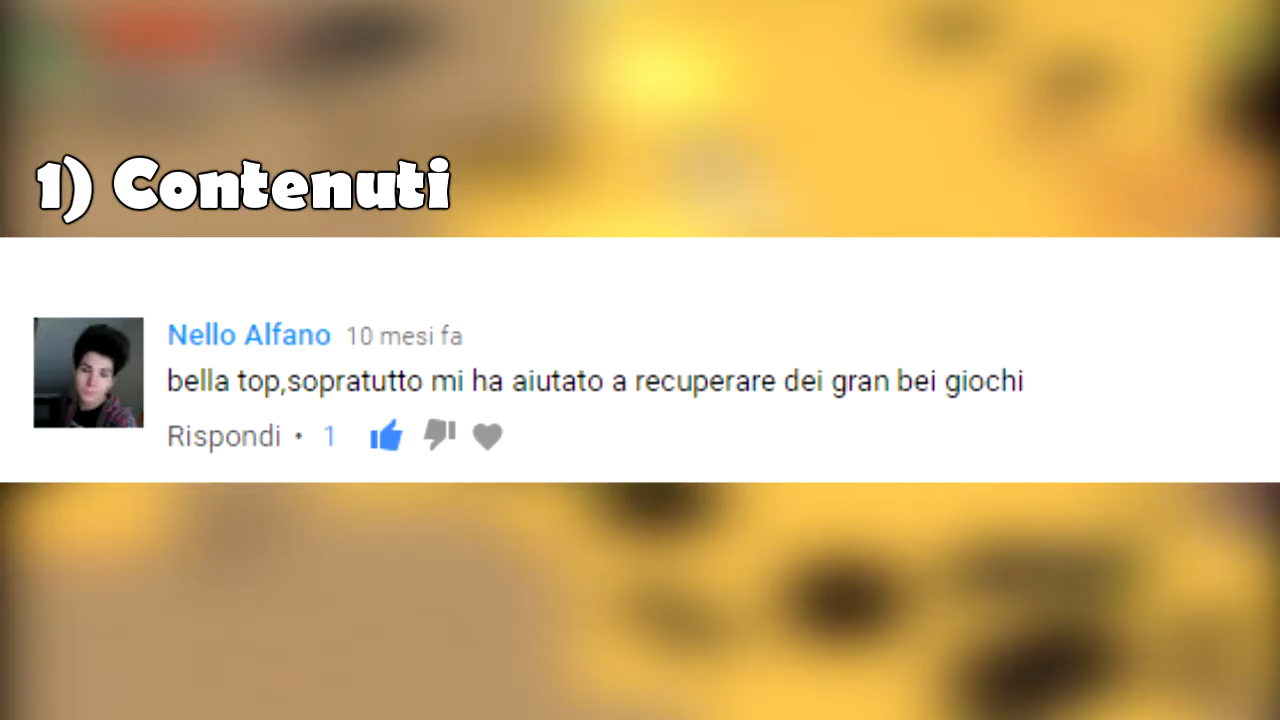 1) Contenuti
Nello Alfano 10 mesi fa
bella top,sopratutto mi ha aiutato a recuperare dei gran bei giochi
Rispondi • 1